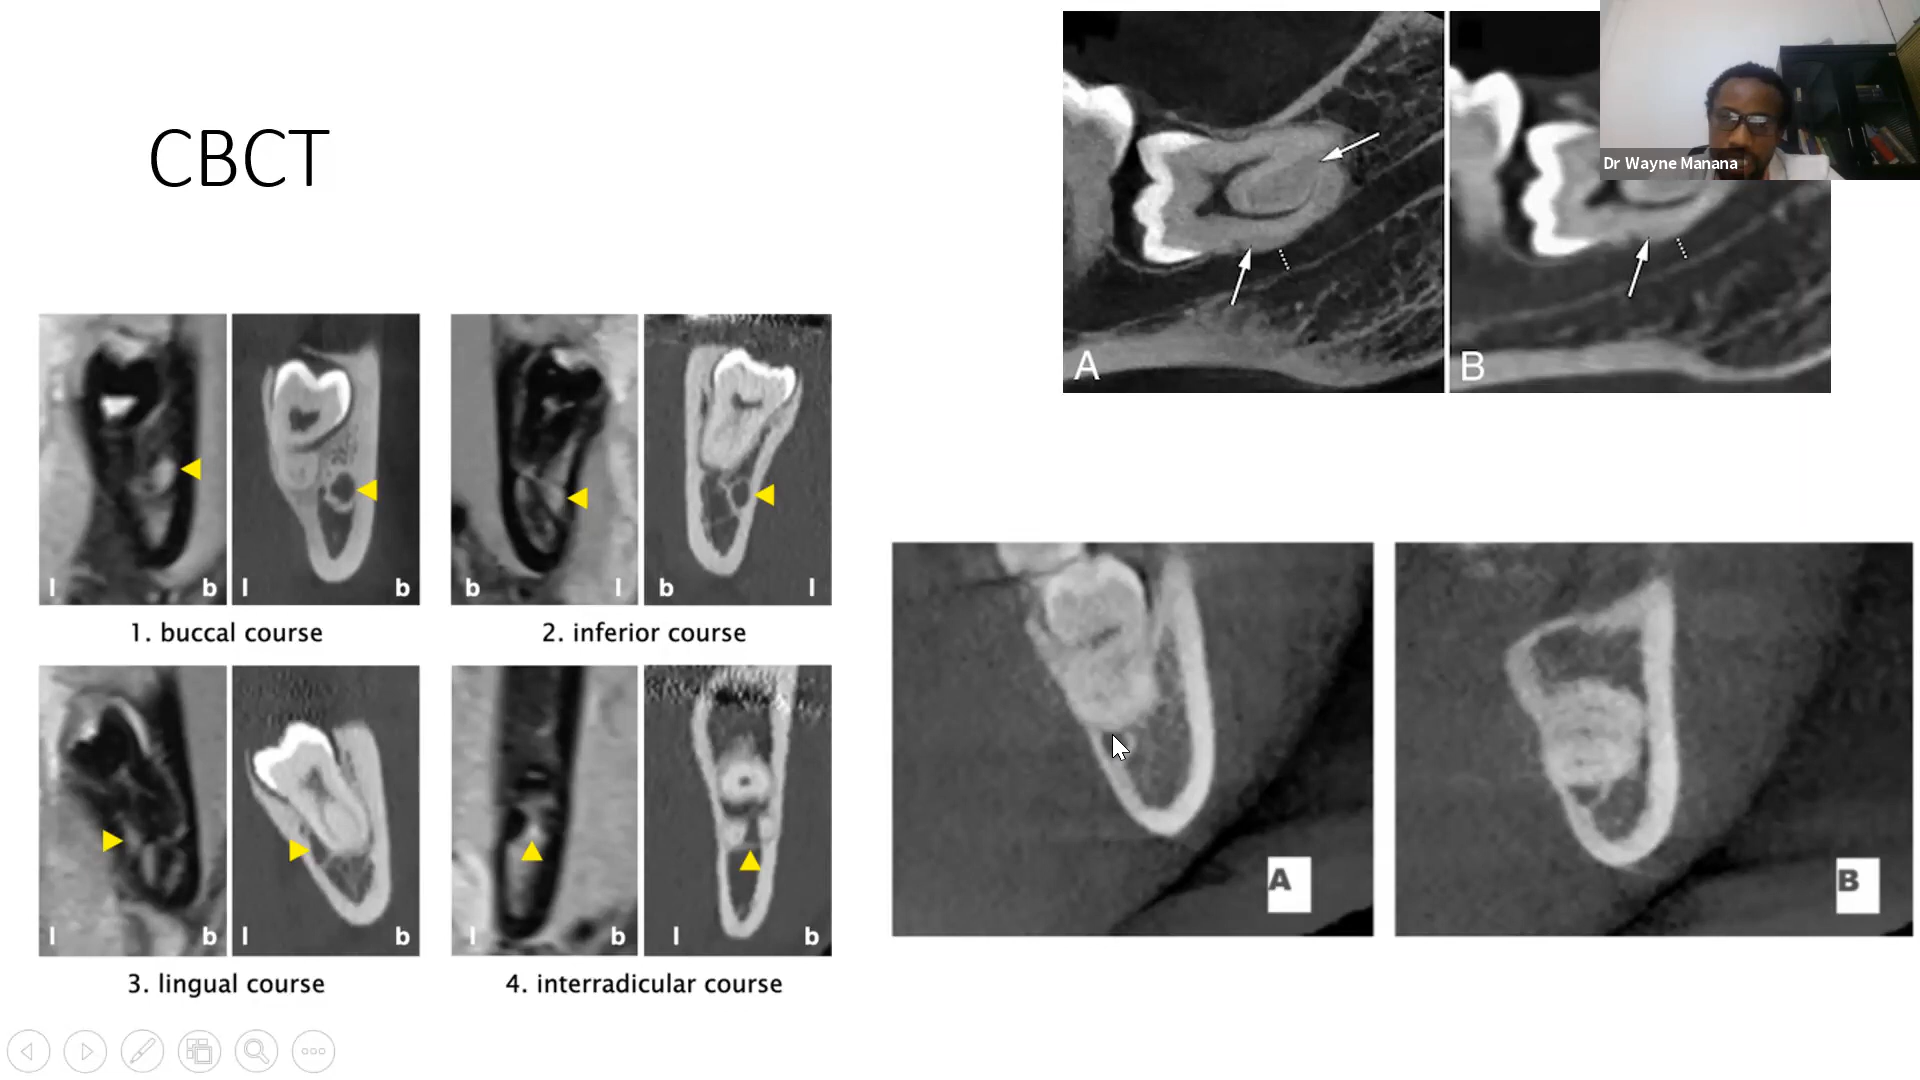 CBCT
A
B
Dr Wayne Manana
l b l b
b l b l
1. buccal course
2. inferior course
l b l b
l b l b
3. lingual course
4. interradicular course
A
B